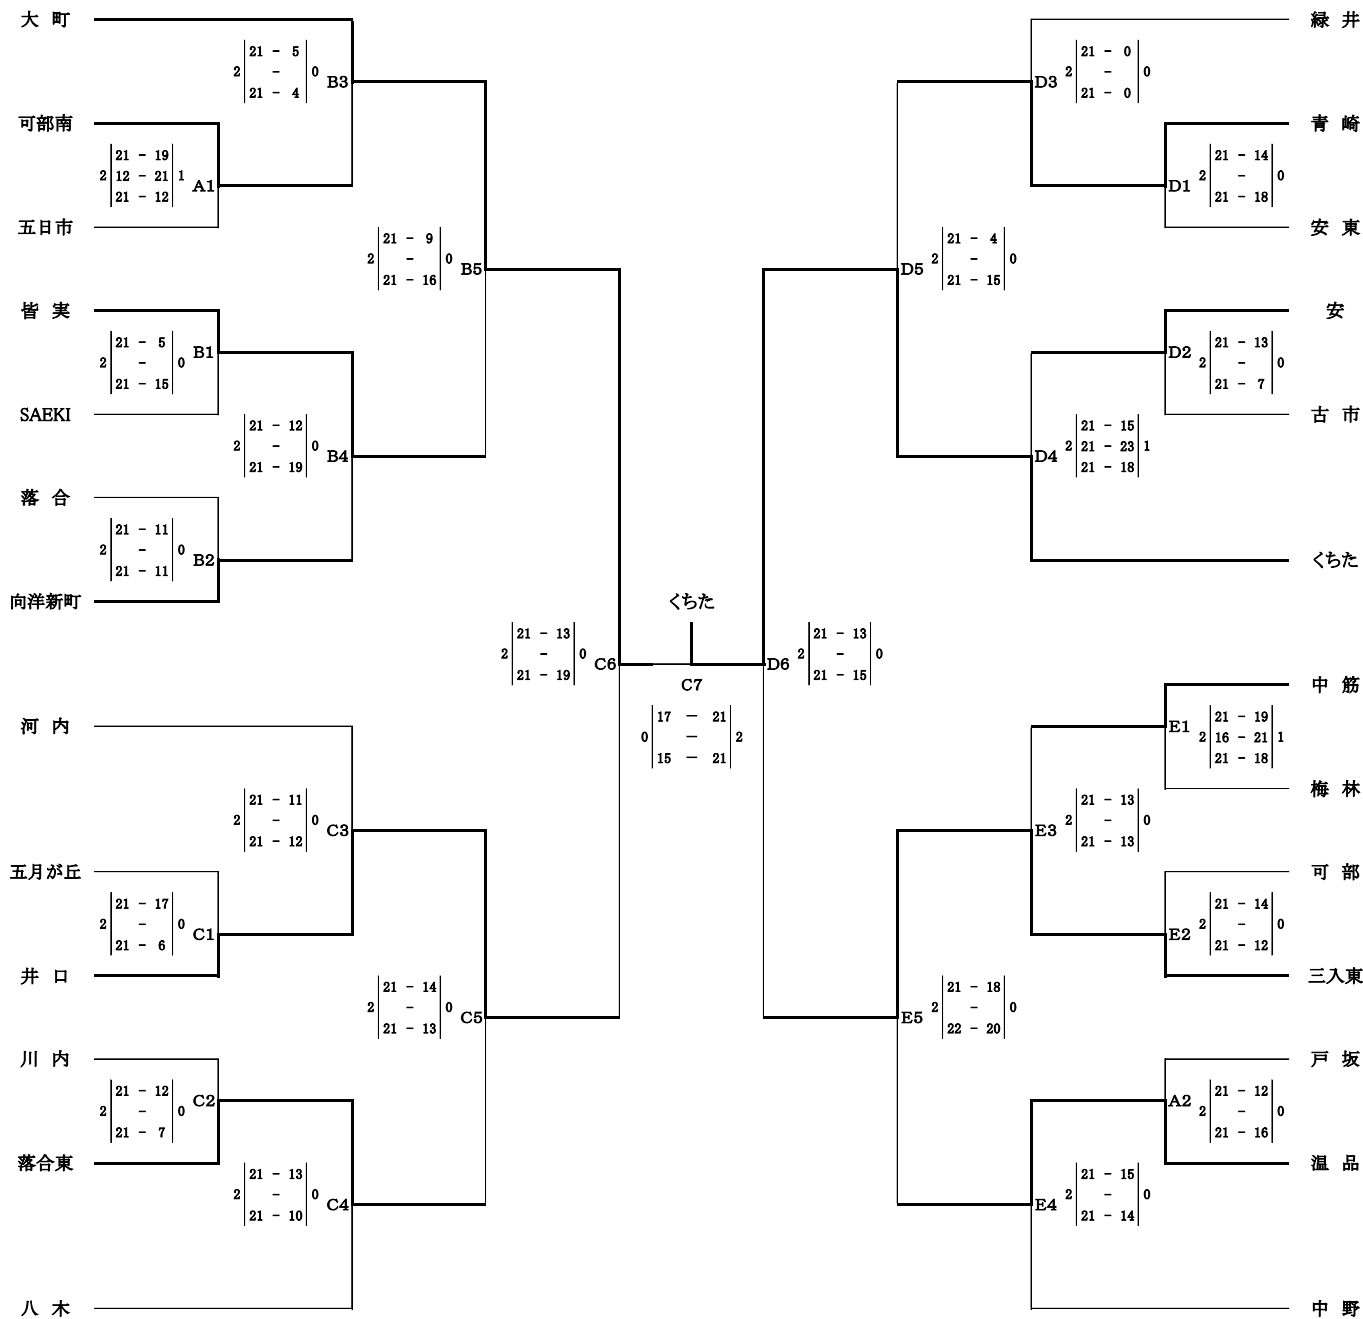 大 町
21 - 5
2 - 0
21 - 4
B3
可部南
21 - 19
2 12 - 21 1
21 - 12
A1
五日市
21 - 9
2 - 0
21 - 16
B5
皆 実
21 - 5
2 - 0
21 - 15
B1
SAEKI
21 - 12
2 - 0
21 - 19
B4
落 合
21 - 11
2 - 0
21 - 11
B2
向洋新町
21 - 13
2 - 0
21 - 19
C6
河 内
21 - 11
2 - 0
21 - 12
C3
五月が丘
21 - 17
2 - 0
21 - 6
C1
井 口
21 - 14
2 - 0
21 - 13
C5
川 内
21 - 12
2 - 0
21 - 7
C2
落合東
21 - 13
2 - 0
21 - 10
C4
八 木
くちた
C7
17 － 21
0 － 2
15 － 21
緑 井
D3
21 - 0
2 - 0
21 - 0
青 崎
D1
21 - 14
2 - 0
21 - 18
安 東
D5
21 - 4
2 - 0
21 - 15
安
D2
21 - 13
2 - 0
21 - 7
古 市
D4
21 - 15
2 21 - 23 1
21 - 18
くちた
D6
21 - 13
2 - 0
21 - 15
中 筋
E1
21 - 19
2 16 - 21 1
21 - 18
梅 林
E3
21 - 13
2 - 0
21 - 13
可 部
E2
21 - 14
2 - 0
21 - 12
三入東
E5
21 - 18
2 - 0
22 - 20
戸 坂
A2
21 - 12
2 - 0
21 - 16
温 品
E4
21 - 15
2 - 0
21 - 14
中 野